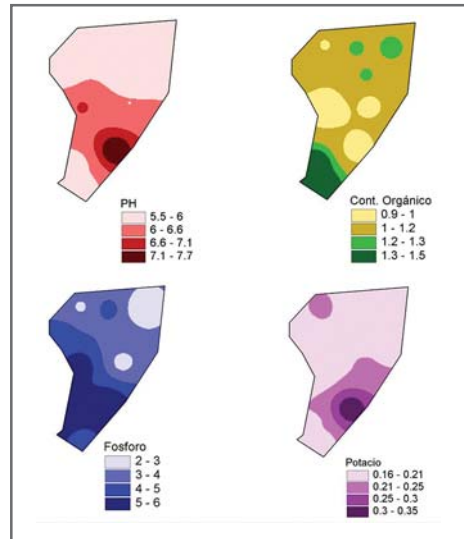 PH
5.5 - 6
6 - 6.6
6.6 - 7.1
7.1 - 7.7
Cont. Orgánico
0.9 - 1
1 - 1.2
1.2 - 1.3
1.3 - 1.5
Fosforo
2 - 3
3 - 4
4 - 5
5 - 6
Potacio
0.16 - 0.21
0.21 - 0.25
0.25 - 0.3
0.3 - 0.35